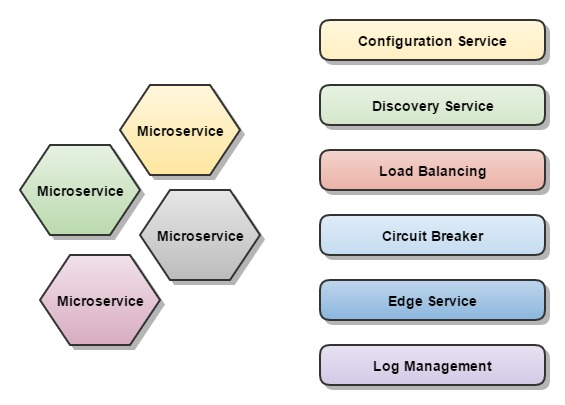 Microservice
Microservice
Microservice
Microservice
Configuration Service
Discovery Service
Load Balancing
Circuit Breaker
Edge Service
Log Management